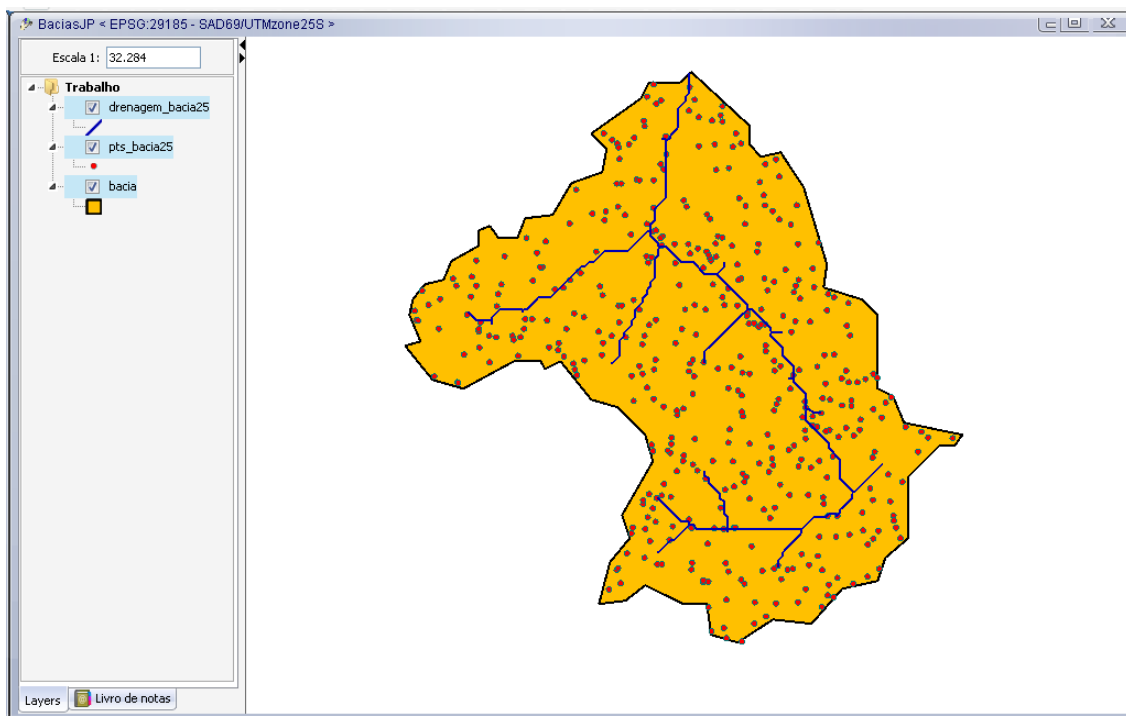 BaciasJP < EPSG:29185 - SAD69/UTMzone25S >
Escala 1: 32.284
Trabalho
drenagem_bacia25
pts_bacia25
bacia
Layers
Livro de notas